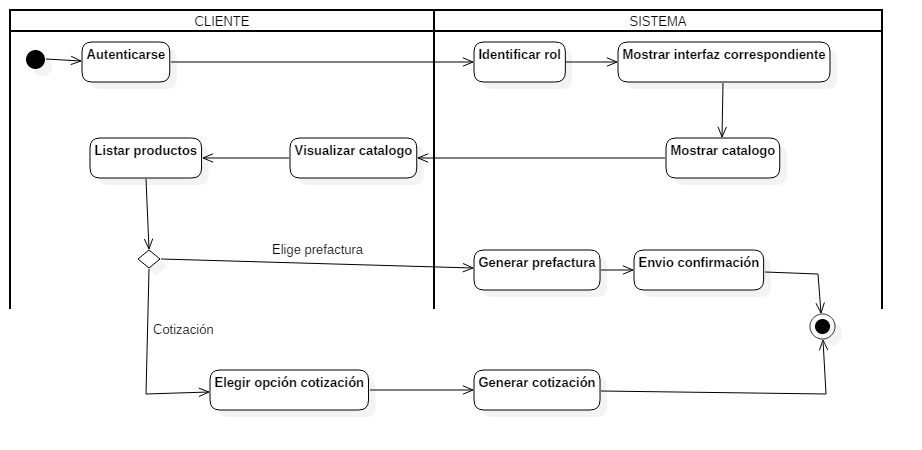 CLIENTE
SISTEMA
Autenticarse
Identificar rol
Mostrar interfaz correspondiente
Listar productos
Visualizar catalogo
Mostrar catalogo
Elige prefactura
Generar prefactura
Envio confirmación
Cotización
Elegir opción cotización
Generar cotización